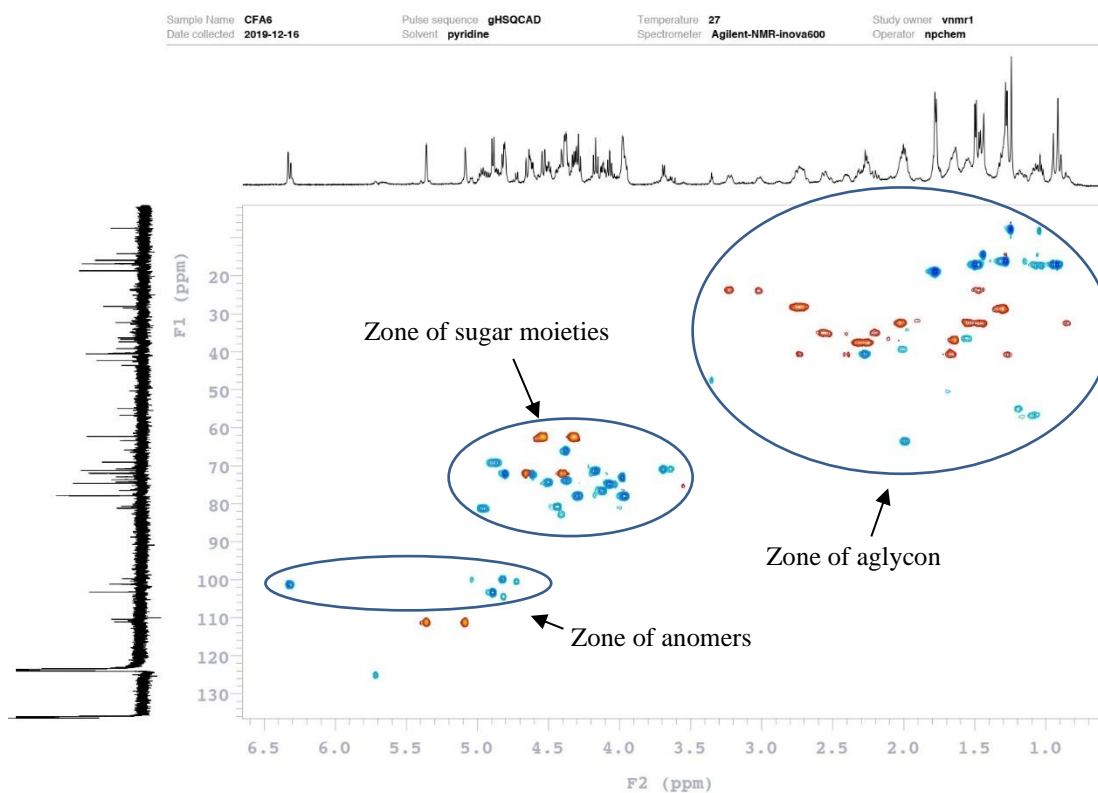 Sample Name CFA6 Pulse sequence gHSQCAD Temperature 27 Study owner vnmr1
Date collected 2019-12-16 Solvent pyridine Spectrometer Agilent-NMR-inova600 Operator npchem
F1 (ppm)
20
30
40
50
60
70
80
90
100
110
120
130
Zone of sugar moieties
Zone of aglycon
Zone of anomers
6.5 6.0 5.5 5.0 4.5 4.0 3.5 3.0 2.5 2.0 1.5 1.0
F2 (ppm)